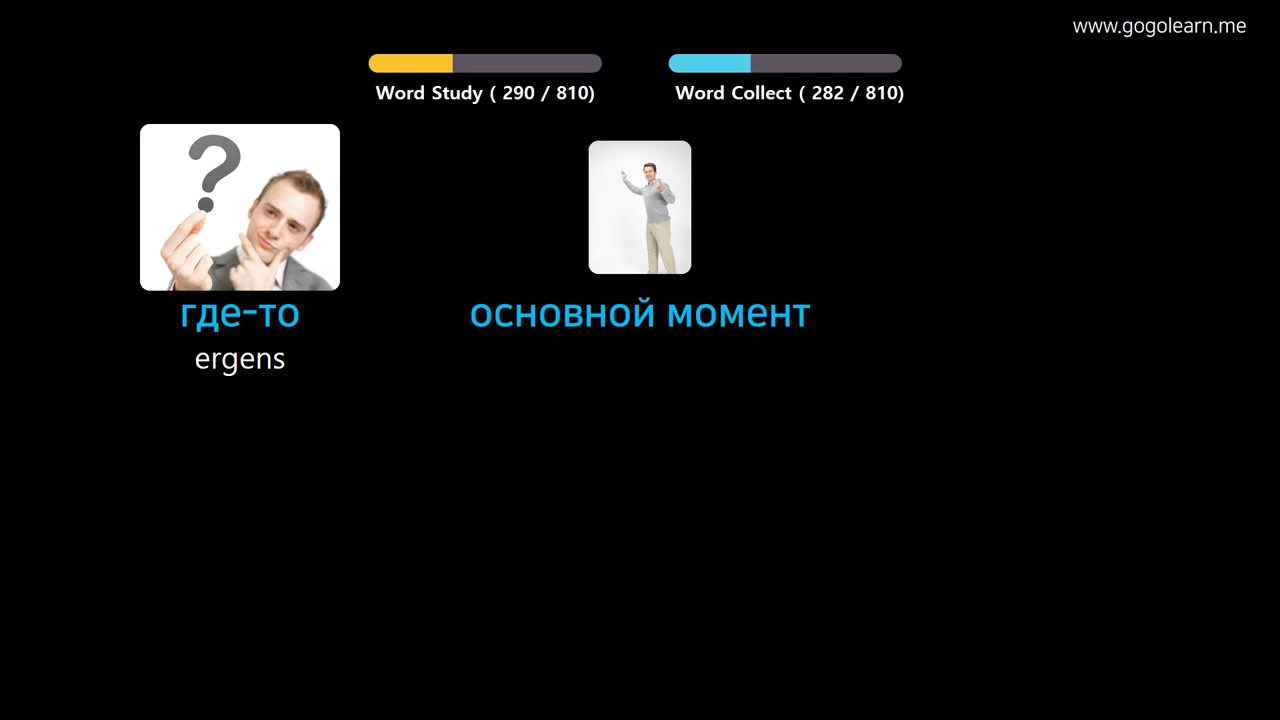 www.gogolearn.me
Word Study ( 290 / 810)
Word Collect ( 282 / 810)
?
где-то
основной момент
ergens